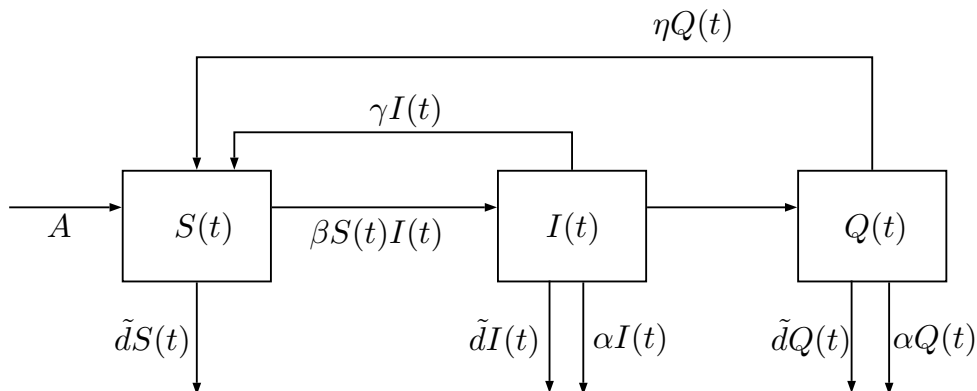 ηQ(t)
γI(t)
A
S(t)
βS(t)I(t)
I(t)
Q(t)
d̃S(t)
d̃I(t)
αI(t)
d̃Q(t)
αQ(t)